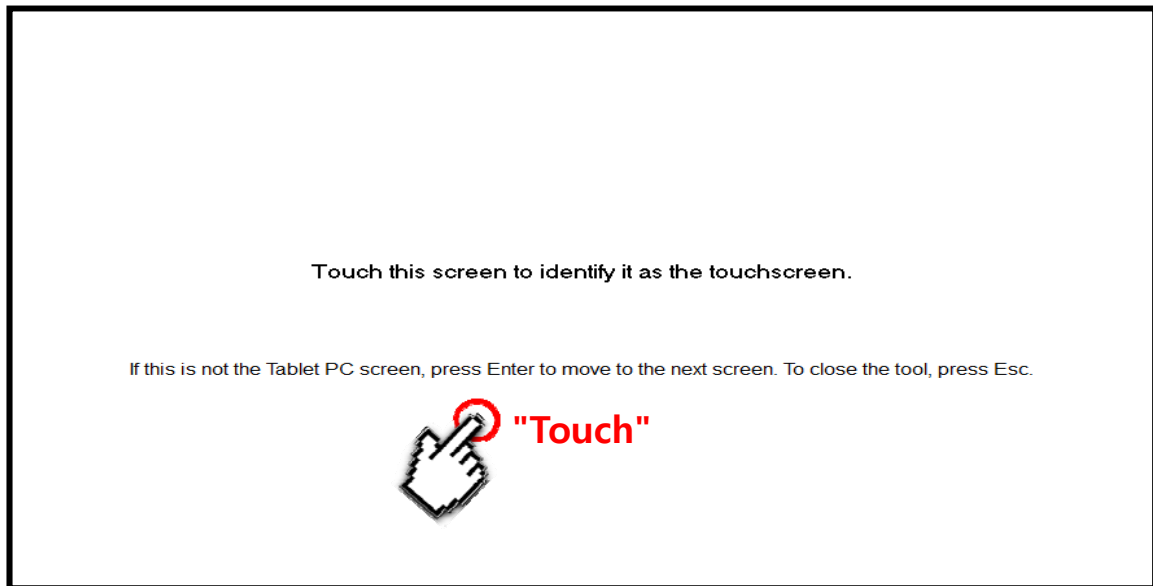 Touch this screen to identify it as the touchscreen.
If this is not the Tablet PC screen, press Enter to move to the next screen. To close the tool, press Esc.
"Touch"